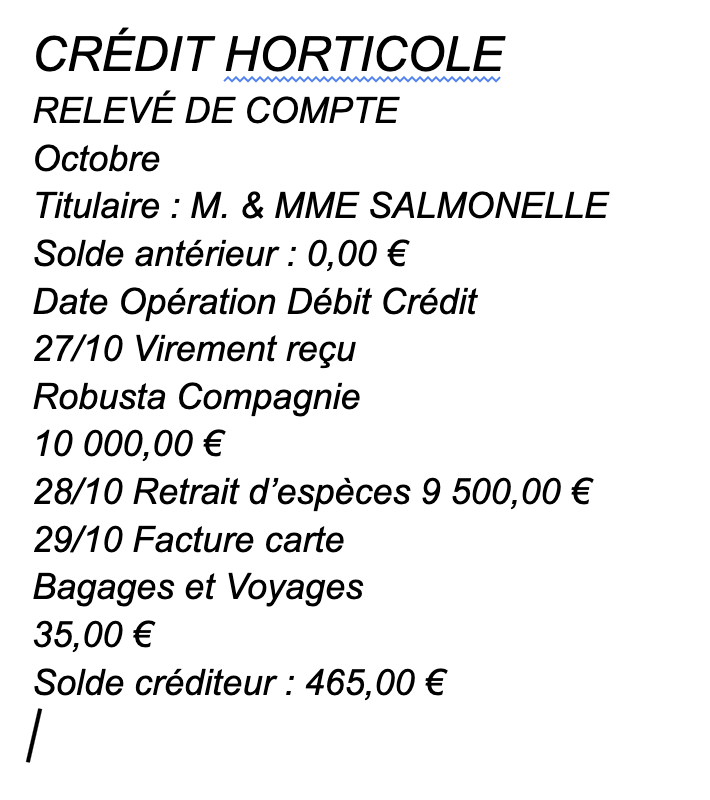 CRÉDIT HORTICOLE
RELEVÉ DE COMPTE
Octobre
Titulaire : M. & MME SALMONELLE
Solde antérieur : 0,00 €
Date Opération Débit Crédit
27/10 Virement reçu
Robusta Compagnie
10 000,00 €
28/10 Retrait d’espèces 9 500,00 €
29/10 Facture carte
Bagages et Voyages
35,00 €
Solde créditeur : 465,00 €